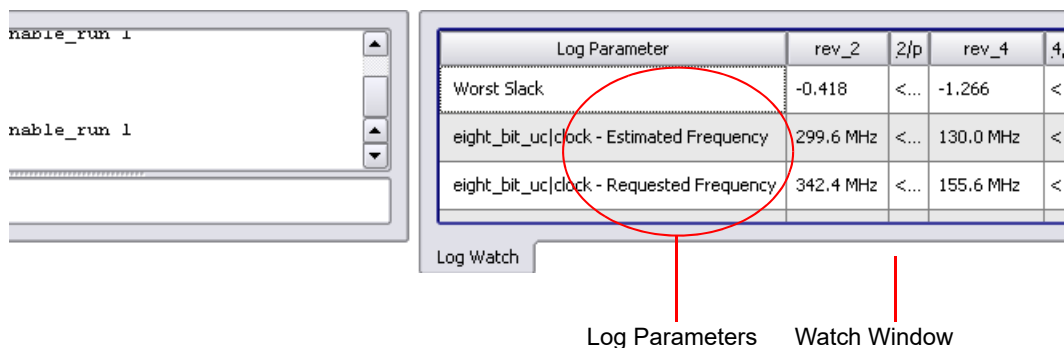 nable_run 1
nable_run 1
Log Parameter rev_2 2/p rev_4 4,
Worst Slack -0.418 <... -1.266 <
eight_bit_uc|clock - Estimated Frequency 299.6 MHz <... 130.0 MHz <
eight_bit_uc|clock - Requested Frequency 342.4 MHz <... 155.6 MHz <
Log Watch
Log Parameters Watch Window